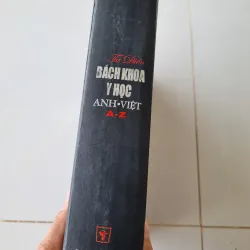 Từ Điển
BÁCH KHOA
Y HỌC
ANH-VIỆT
A-Z